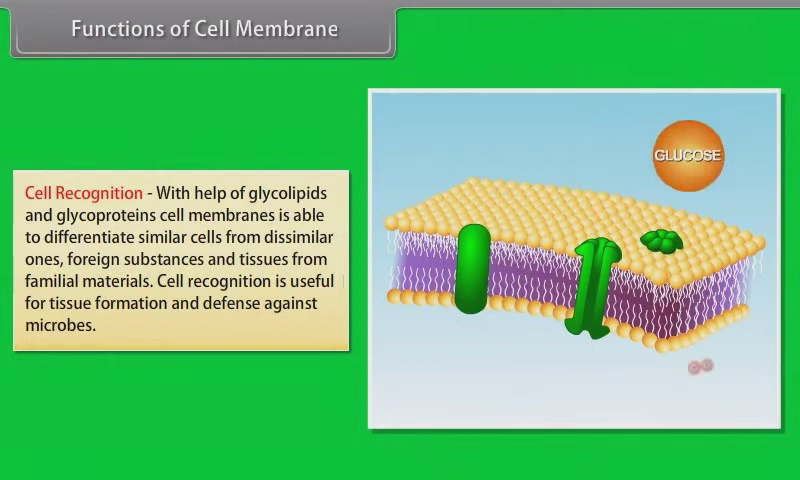 Functions of Cell Membrane
Cell Recognition - With help of glycolipids
and glycoproteins cell membranes is able
to differentiate similar cells from dissimilar
ones, foreign substances and tissues from
familial materials. Cell recognition is useful
for tissue formation and defense against
microbes.
GLUCOSE